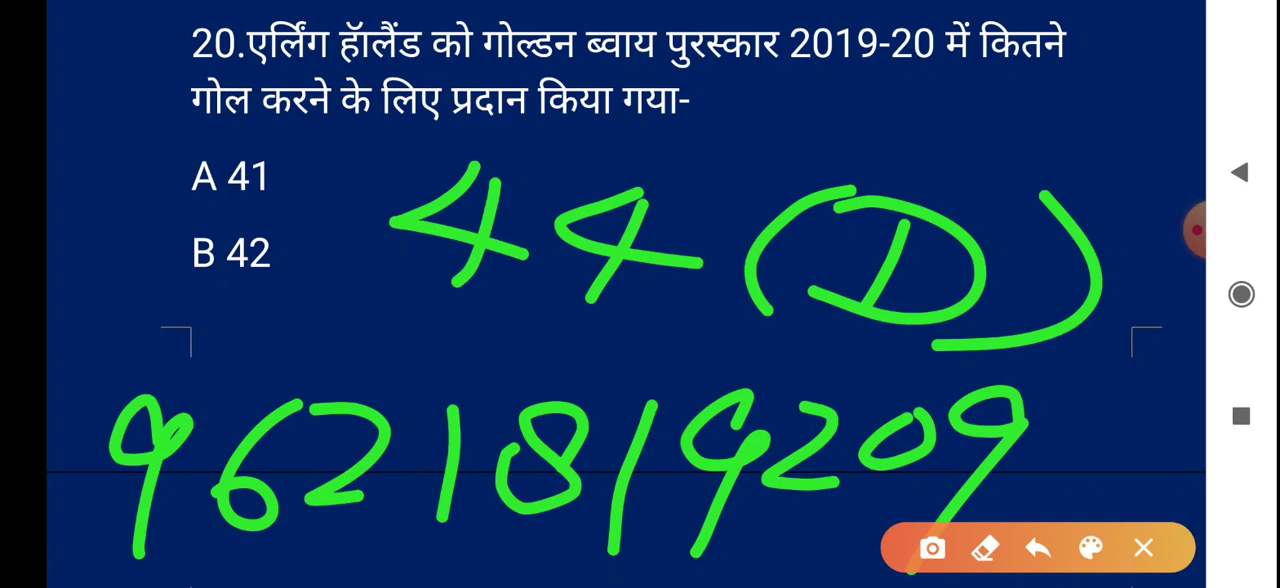 20.एर्लिंग हॉलैंड को गोल्डन ब्वाय पुरस्कार 2019-20 में कितने
गोल करने के लिए प्रदान किया गया-
A 41
44 (D)
B 42
9621819209